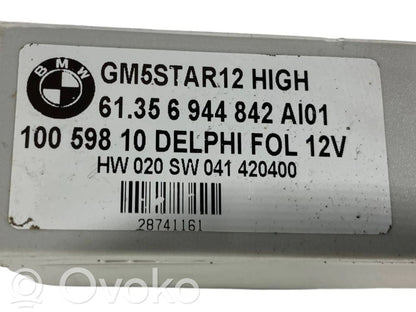 BMW
GM5STAR12 HIGH
61.35 6 944 842 AI01
100 598 10 DELPHI FOL 12V
HW 020 SW 041 420400
28741161
OVOKO